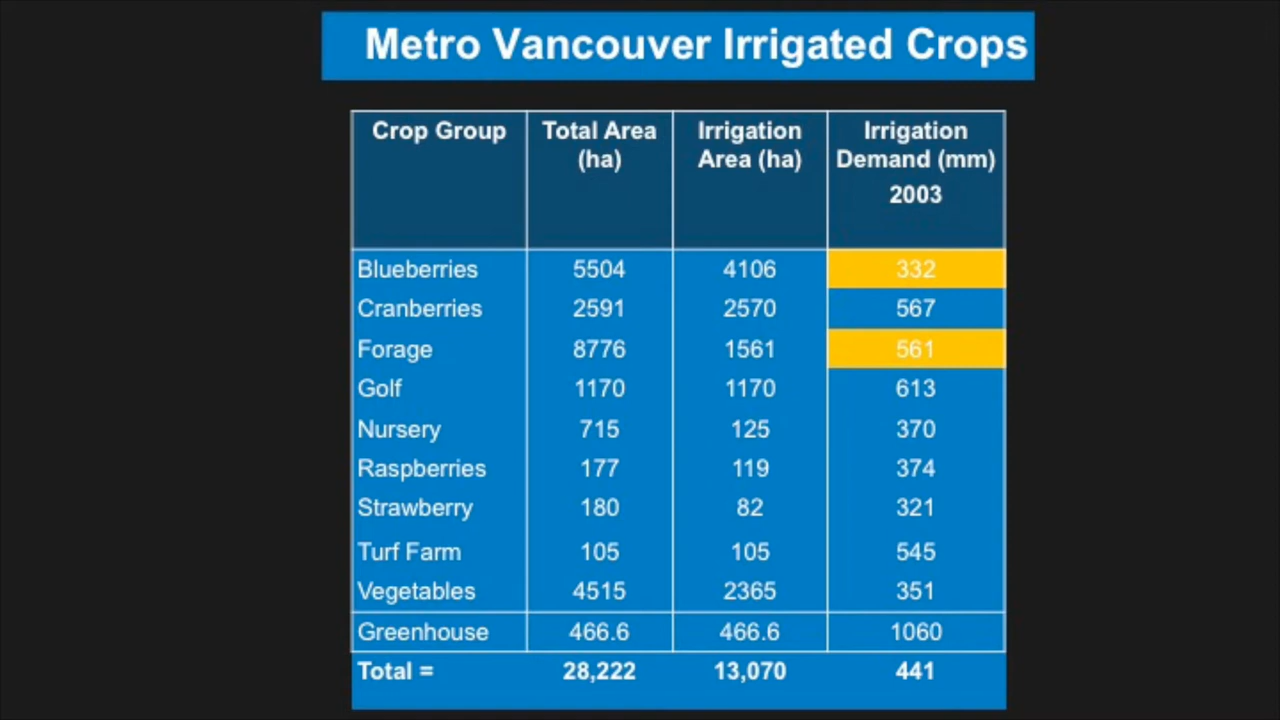 Metro Vancouver Irrigated Crops
Crop Group Total Area (ha) Irrigation Area (ha) Irrigation Demand (mm) 2003
Blueberries 5504 4106 332
Cranberries 2591 2570 567
Forage 8776 1561 561
Golf 1170 1170 613
Nursery 715 125 370
Raspberries 177 119 374
Strawberry 180 82 321
Turf Farm 105 105 545
Vegetables 4515 2365 351
Greenhouse 466.6 466.6 1060
Total = 28,222 13,070 441